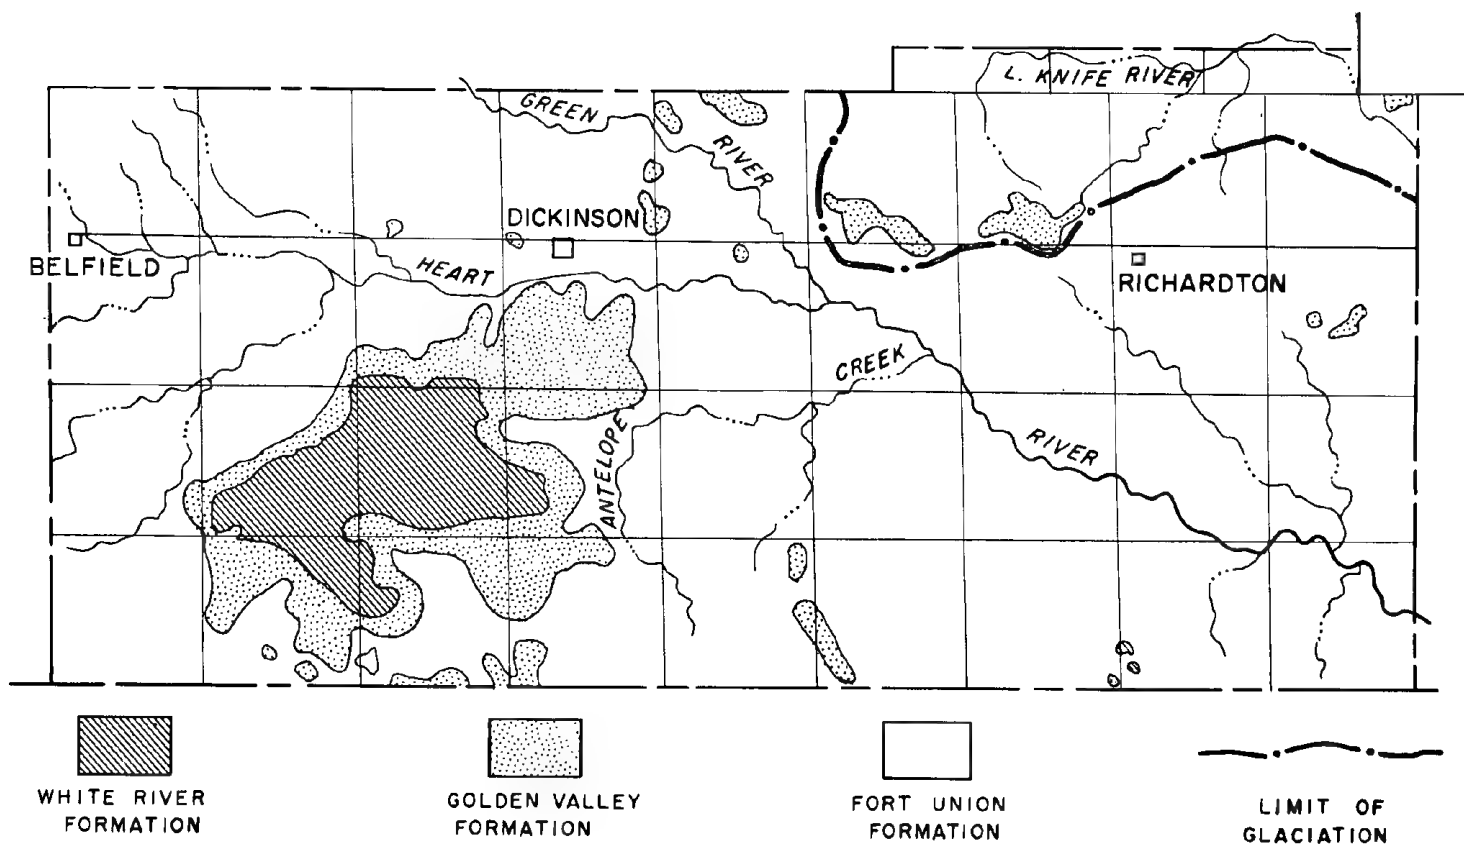 L. KNIFE RIVER
GREEN
RIVER
DICKINSON
BELFIELD
HEART
RICHARDTON
CREEK
ANTELOPE
RIVER
WHITE RIVER
FORMATION
GOLDEN VALLEY
FORMATION
FORT UNION
FORMATION
LIMIT OF
GLACIATION